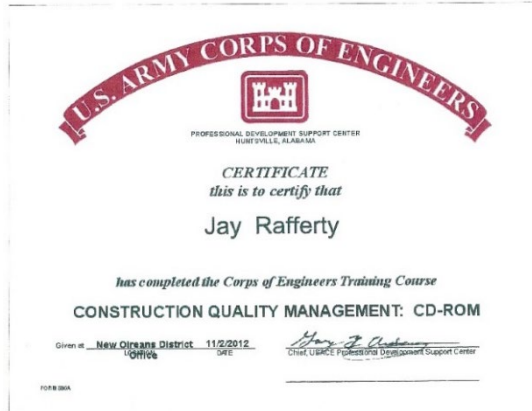 U.S. ARMY CORPS OF ENGINEERS
PROFESSIONAL DEVELOPMENT SUPPORT CENTER
HUNTSVILLE, ALABAMA
CERTIFICATE
this is to certify that
Jay Rafferty
has completed the Corps of Engineers Training Course
CONSTRUCTION QUALITY MANAGEMENT: CD-ROM
Given at New Olreans District 11/2/2012
Office
LOCATION DATE Chief, USACE Professional Development Support Center